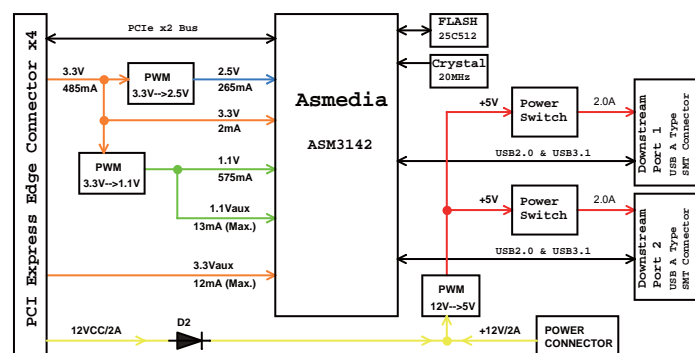 PCI Express Edge Connector x4
PCIe x2 Bus
3.3V
485mA
PWM
3.3V-->2.5V
2.5V
265mA
3.3V
2mA
PWM
3.3V-->1.1V
1.1V
575mA
1.1Vaux
13mA (Max.)
3.3Vaux
12mA (Max.)
12VCC/2A
D2
Asmedia
ASM3142
FLASH
25C512
Crystal
20MHz
+5V
Power
Switch
2.0A
Downstream
Port 1
USB A Type
SMT Connector
USB2.0 & USB3.1
+5V
Power
Switch
2.0A
Downstream
Port 2
USB A Type
SMT Connector
USB2.0 & USB3.1
PWM
12V-->5V
+12V/2A
POWER
CONNECTOR